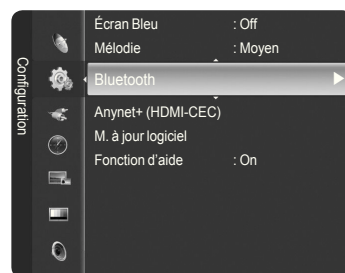 Configuration
Écran Bleu : Off
Mélodie : Moyen
Bluetooth
Anynet+ (HDMI-CEC)
M. à jour logiciel
Fonction d’aide : On